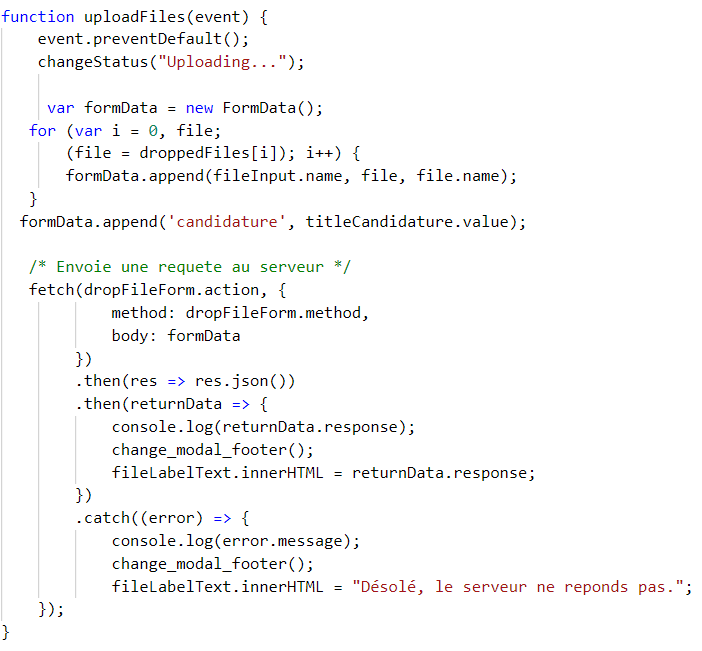 function uploadFiles(event) {
event.preventDefault();
changeStatus("Uploading...");
var formData = new FormData();
for (var i = 0, file;
(file = droppedFiles[i]); i++) {
formData.append(fileInput.name, file, file.name);
}
formData.append('candidature', titleCandidature.value);
/* Envoie une requete au serveur */
fetch(dropFileForm.action, {
method: dropFileForm.method,
body: formData
})
.then(res => res.json())
.then(returnData => {
console.log(returnData.response);
change_modal_footer();
fileLabelText.innerHTML = returnData.response;
})
.catch((error) => {
console.log(error.message);
change_modal_footer();
fileLabelText.innerHTML = "Désolé, le serveur ne reponds pas.";
});
}